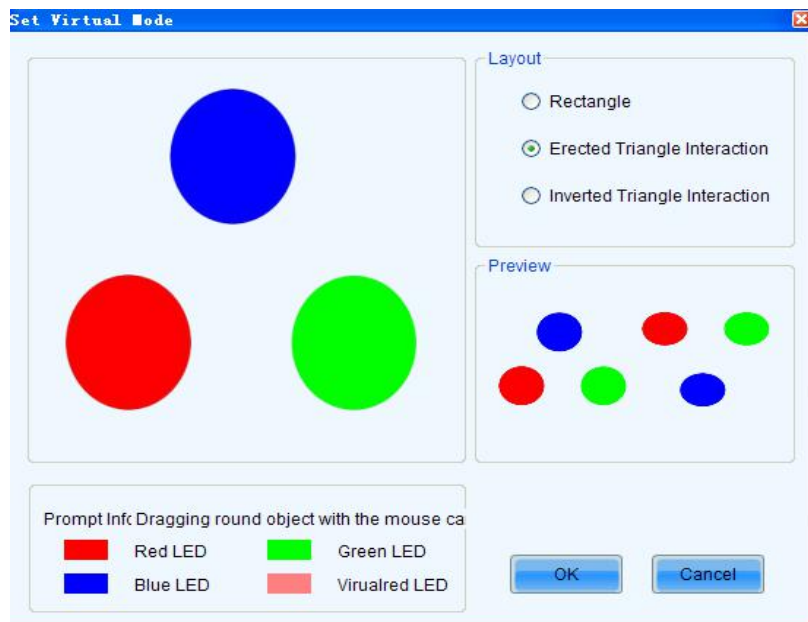 Set Virtual Mode
Layout
Rectangle
Erected Triangle Interaction
Inverted Triangle Interaction
Preview
Prompt Info Dragging round object with the mouse ca
Red LED
Green LED
Blue LED
Virualred LED
OK
Cancel